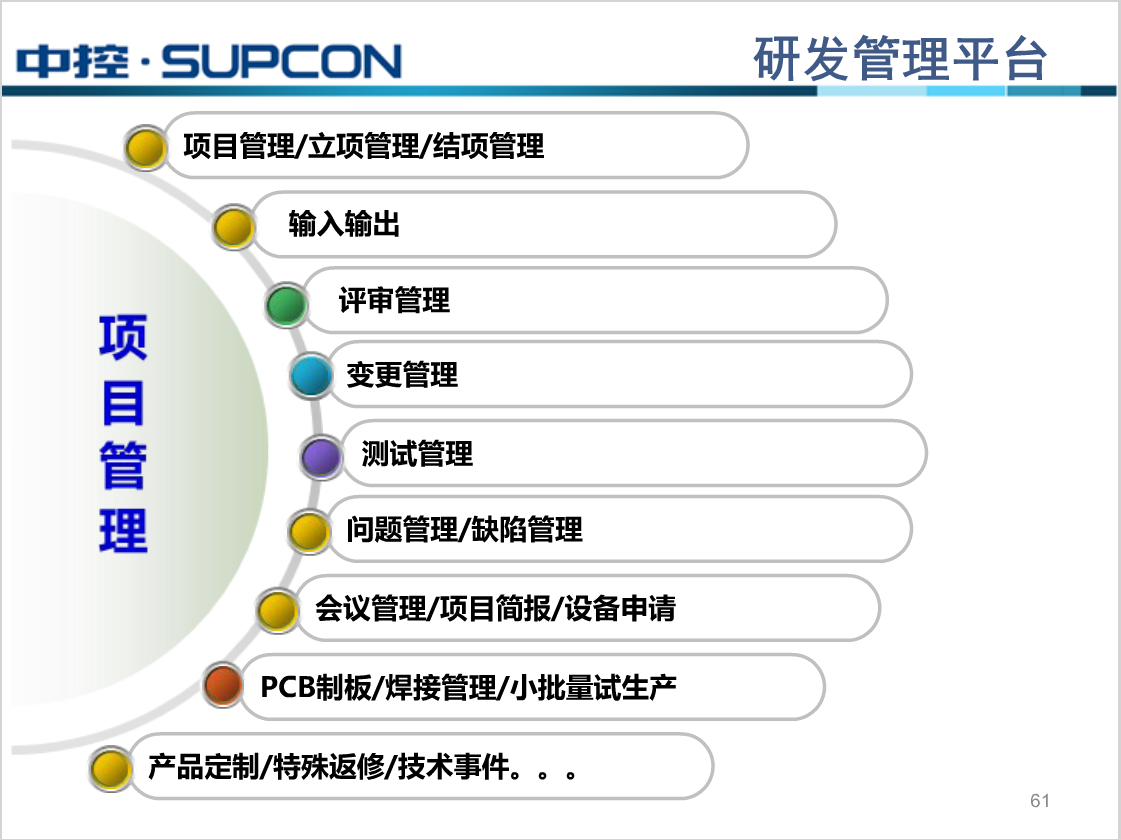 中控·SUPCON
研发管理平台
项目管理/立项管理/结项管理
输入输出
评审管理
变更管理
测试管理
问题管理/缺陷管理
会议管理/项目简报/设备申请
PCB制板/焊接管理/小批量试生产
产品定制/特殊返修/技术事件。。。
项
目
管
理
61